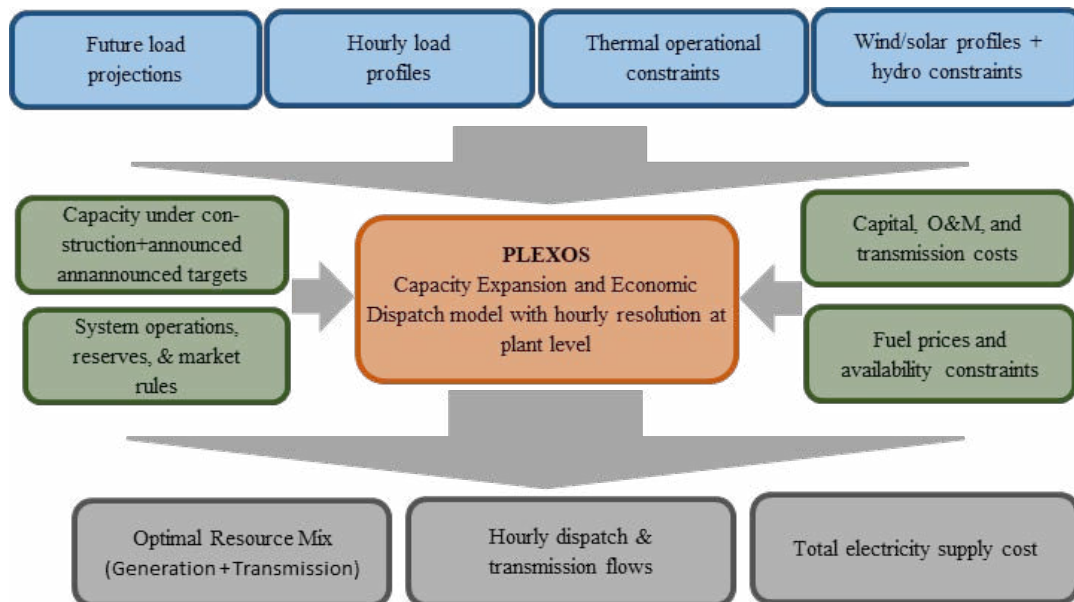 Future load
projections
Hourly load
profiles
Thermal operational
constraints
Wind/solar profiles +
hydro constraints
Capacity under con-
struction+announced
annannounced targets
System operations,
reserves, & market
rules
PLEXOS
Capacity Expansion and Economic
Dispatch model with hourly resolution at
plant level
Capital, O&M, and
transmission costs
Fuel prices and
availability constraints
Optimal Resource Mix
(Generation+Transmission)
Hourly dispatch &
transmission flows
Total electricity supply cost